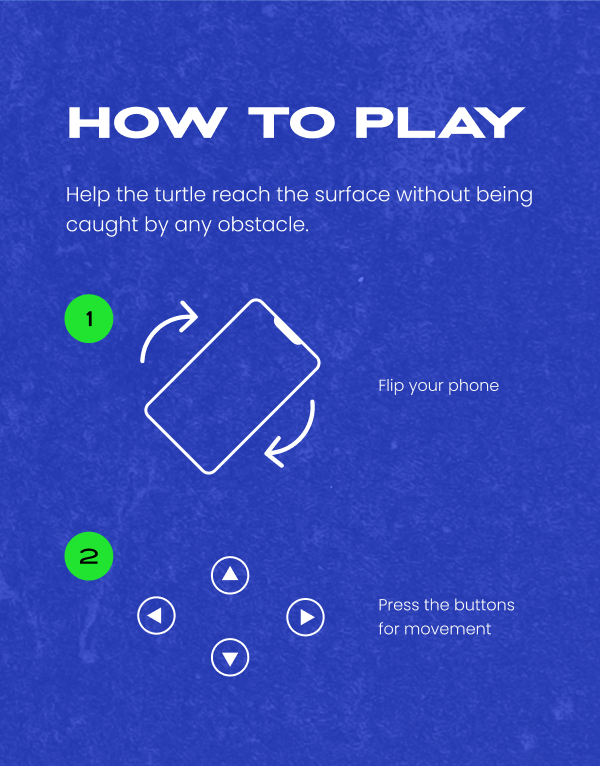 HOW TO PLAY
Help the turtle reach the surface without being
caught by any obstacle.
1
Flip your phone
2
Press the buttons
for movement